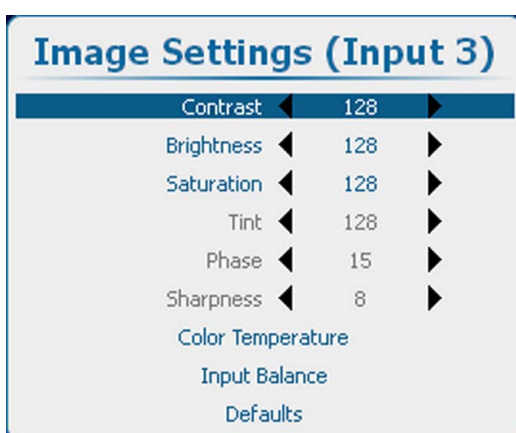 Image Settings (Input 3)
Contrast 128
Brightness 128
Saturation 128
Tint 128
Phase 15
Sharpness 8
Color Temperature
Input Balance
Defaults